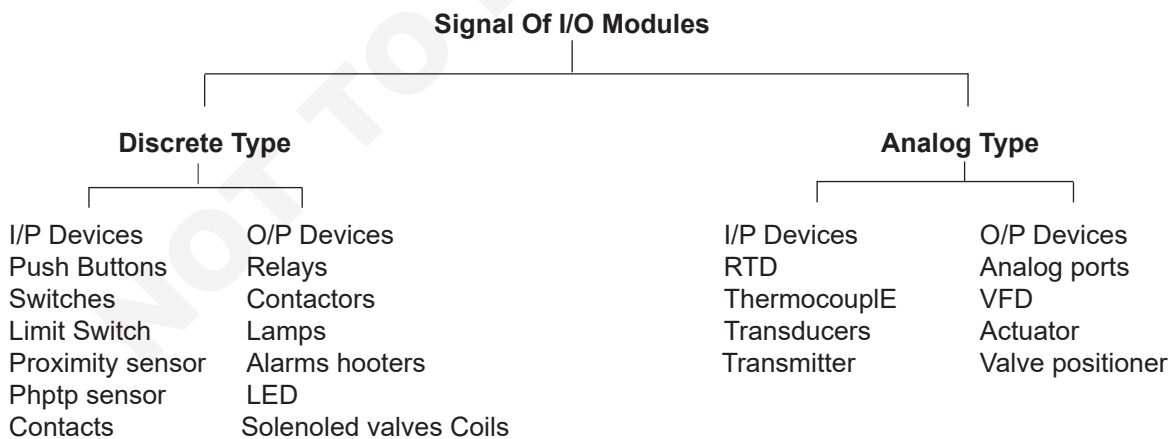 Signal Of I/O Modules
Discrete Type
Analog Type
I/P Devices
Push Buttons
Switches
Limit Switch
Proximity sensor
Phptp sensor
Contacts
O/P Devices
Relays
Contactors
Lamps
Alarms hooters
LED
Solenoled valves Coils
I/P Devices
RTD
ThermocouplE
Transducers
Transmitter
O/P Devices
Analog ports
VFD
Actuator
Valve positioner
NOT TO